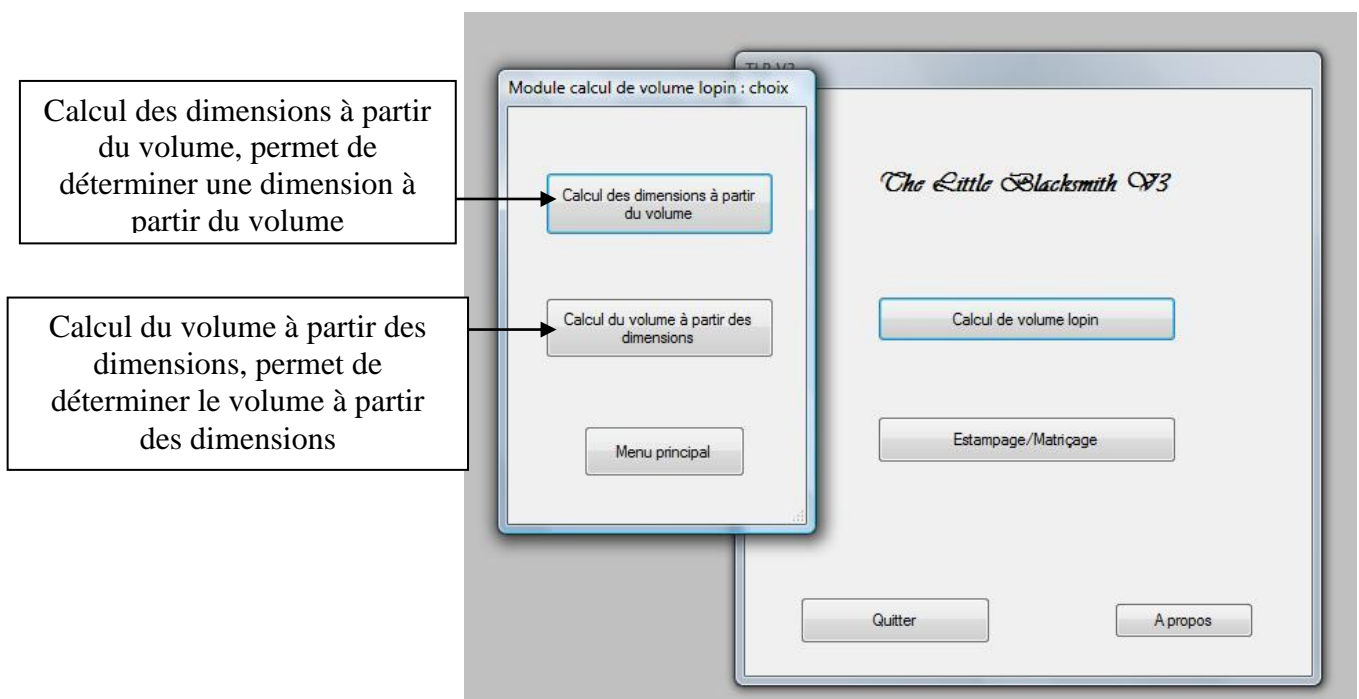 Calcul des dimensions à partir
du volume, permet de
déterminer une dimension à
partir du volume
Calcul du volume à partir des
dimensions, permet de
déterminer le volume à partir
des dimensions
Module calcul de volume lopin : choix
Calcul des dimensions à partir
du volume
Calcul du volume à partir des
dimensions
Menu principal
TLB V3
The Little Blacksmith V3
Calcul de volume lopin
Estampage/Matriçage
Quitter
A propos